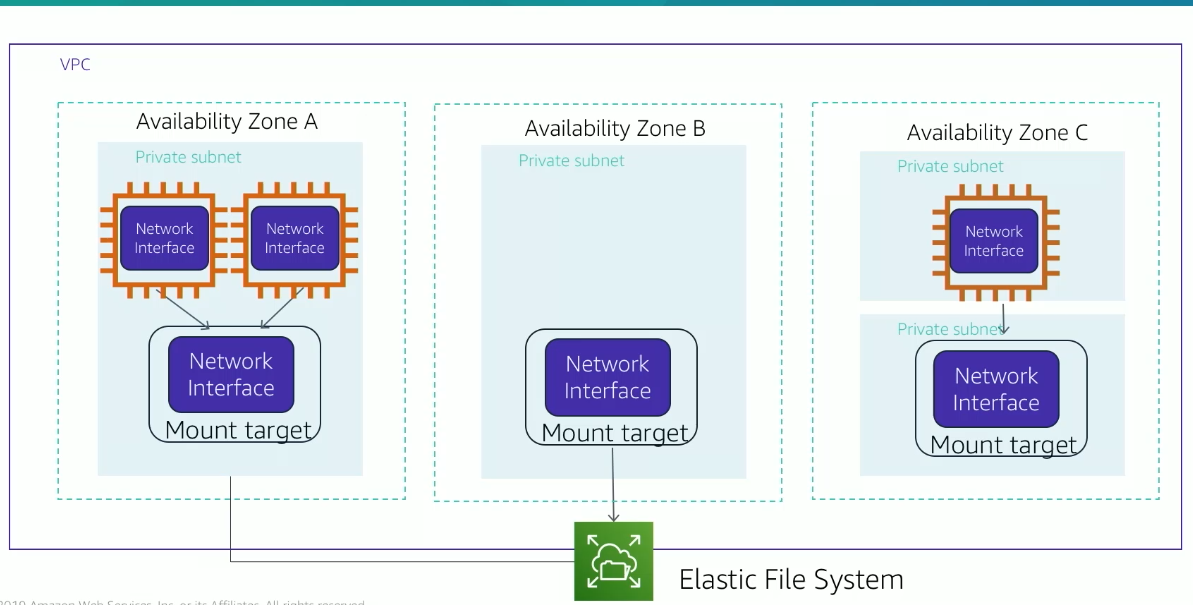 VPC
Availability Zone A
Private subnet
Network
Interface
Network
Interface
Network
Interface
Mount target
Availability Zone B
Private subnet
Network
Interface
Mount target
Availability Zone C
Private subnet
Network
Interface
Private subnet
Network
Interface
Mount target
Elastic File System
2019 Amazon Web Services, Inc. or its Affiliates. All rights reserved.